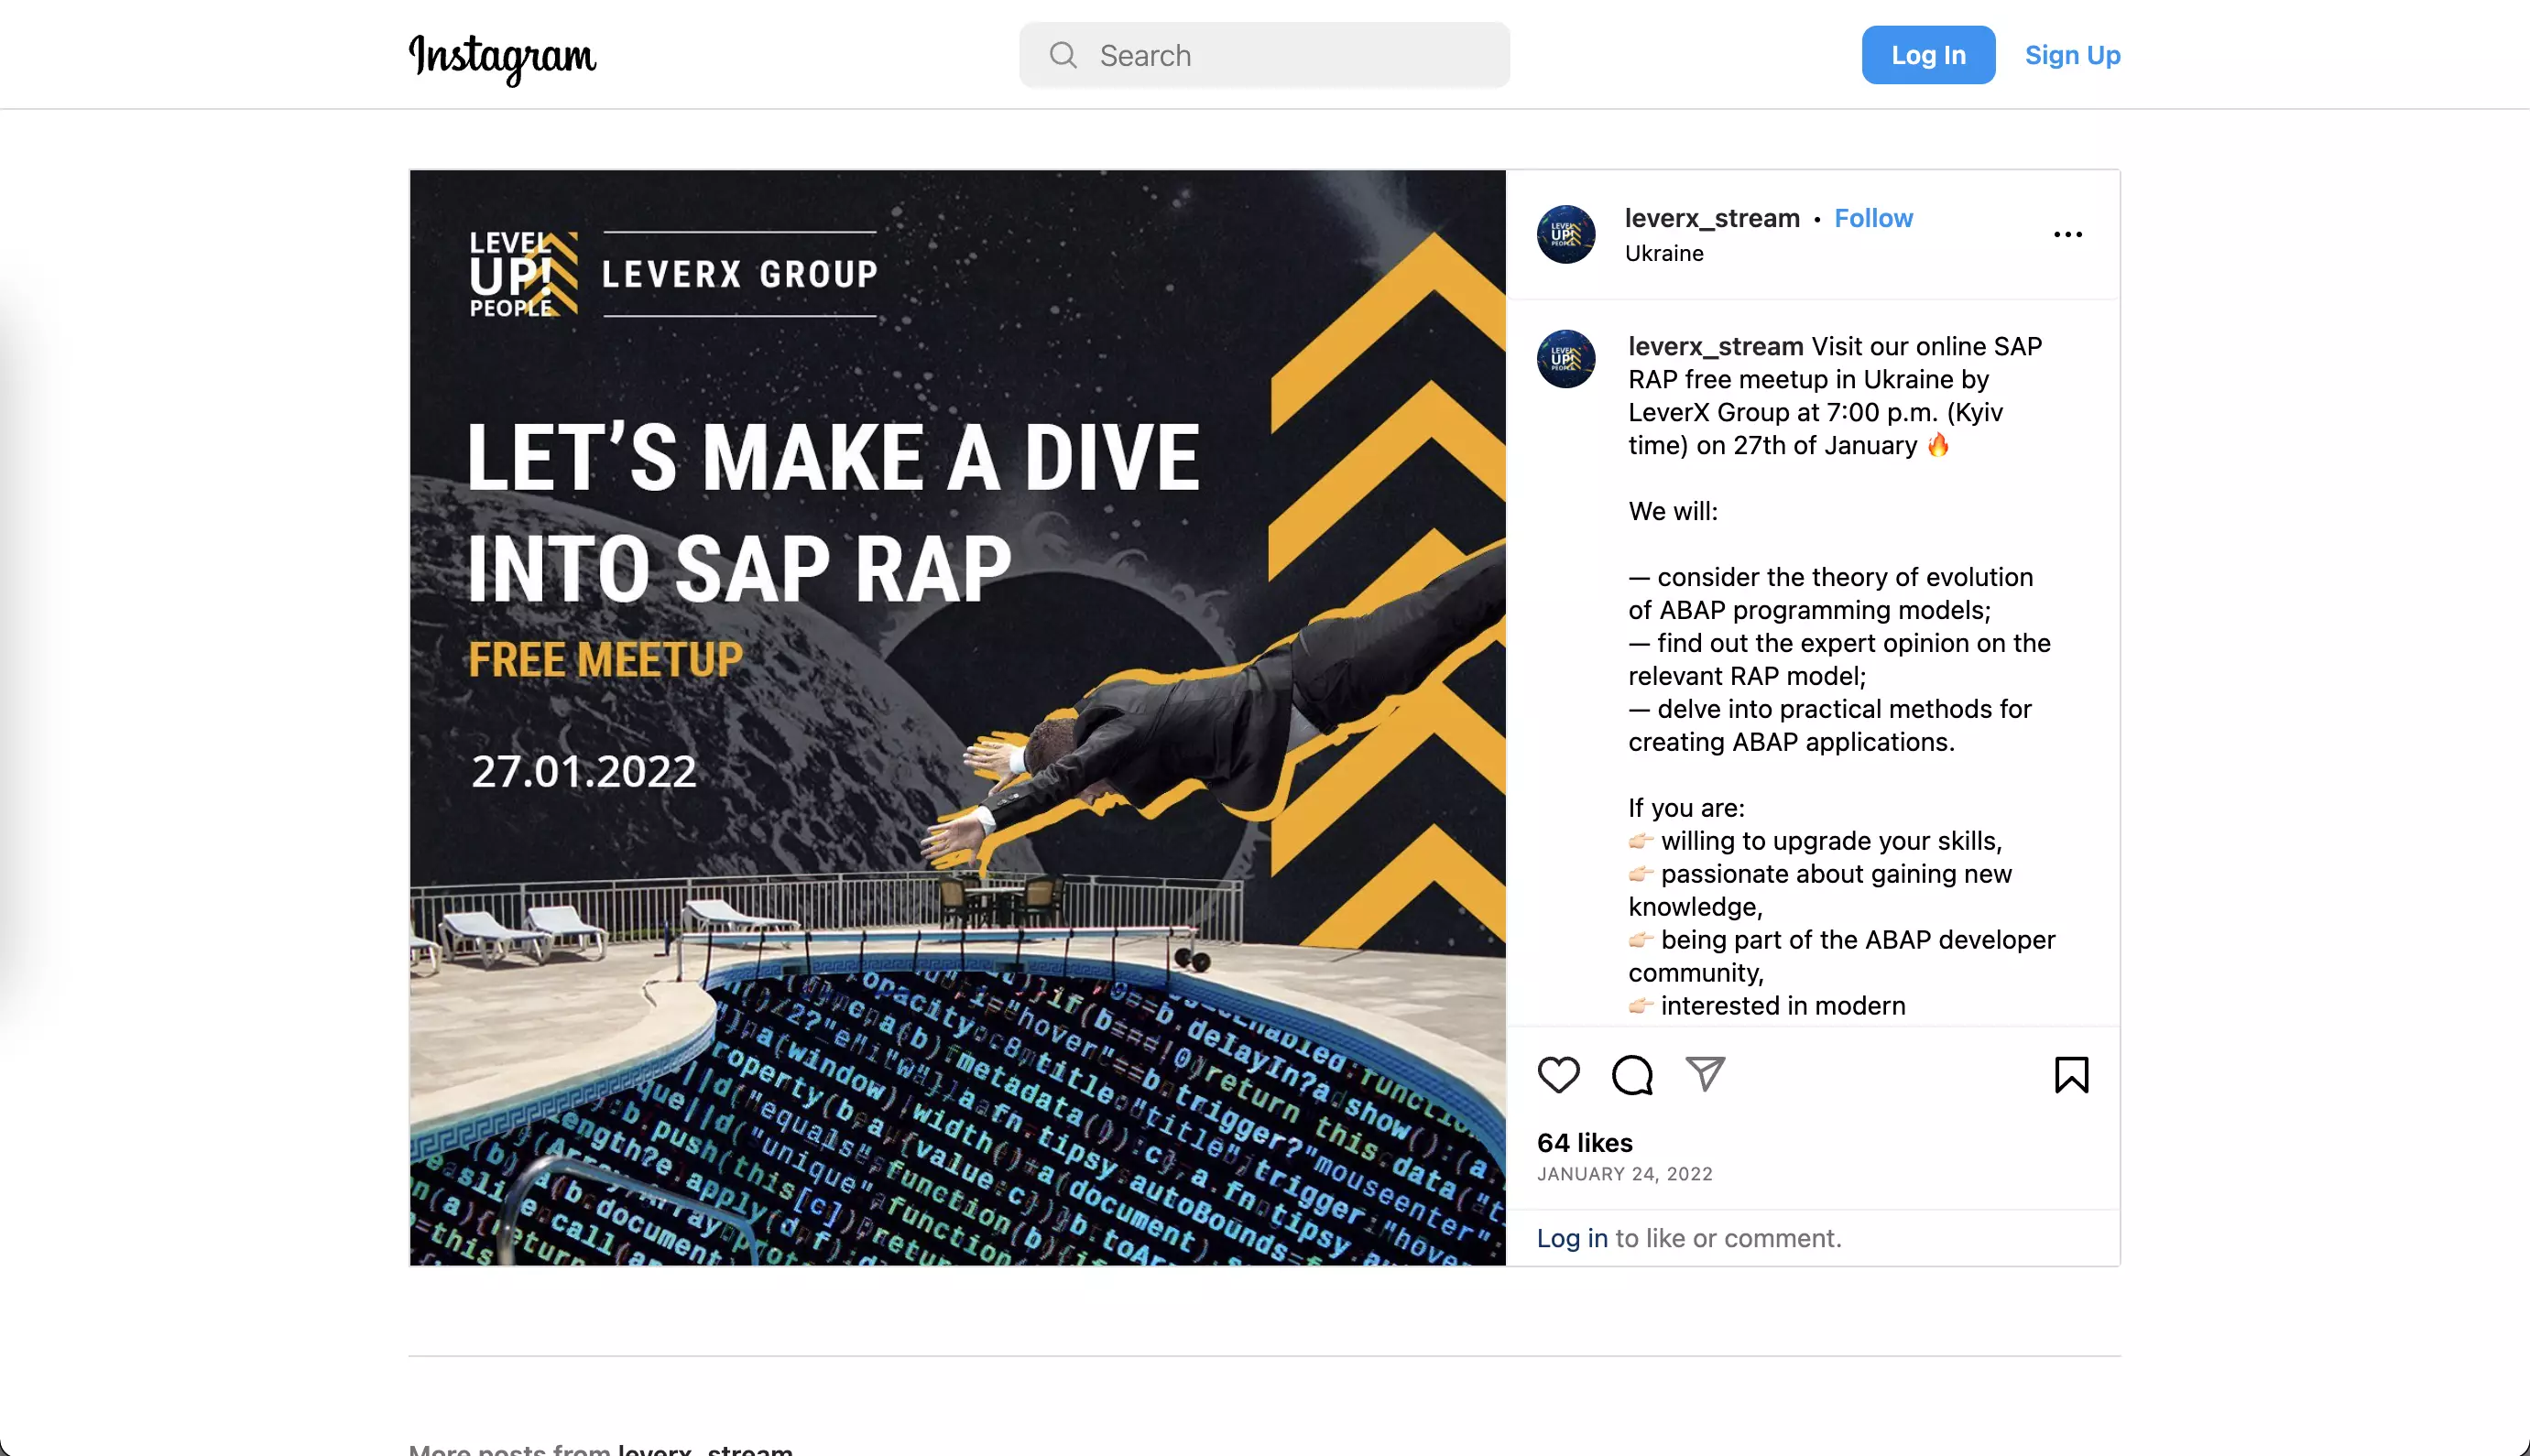 Instagram
Search
Log In
Sign Up
LEVEL
UP!
PEOPLE
LEVERX GROUP
LET’S MAKE A DIVE
INTO SAP RAP
FREE MEETUP
27.01.2022
leverx_stream • Follow
Ukraine
leverx_stream Visit our online SAP
RAP free meetup in Ukraine by
LeverX Group at 7:00 p.m. (Kyiv
time) on 27th of January 🔥
We will:
— consider the theory of evolution
of ABAP programming models;
— find out the expert opinion on the
relevant RAP model;
— delve into practical methods for
creating ABAP applications.
If you are:
👉🏻 willing to upgrade your skills,
👉🏻 passionate about gaining new
knowledge,
👉🏻 being part of the ABAP developer
community,
👉🏻 interested in modern
64 likes
JANUARY 24, 2022
Log in to like or comment.
More posts from leverx_stream